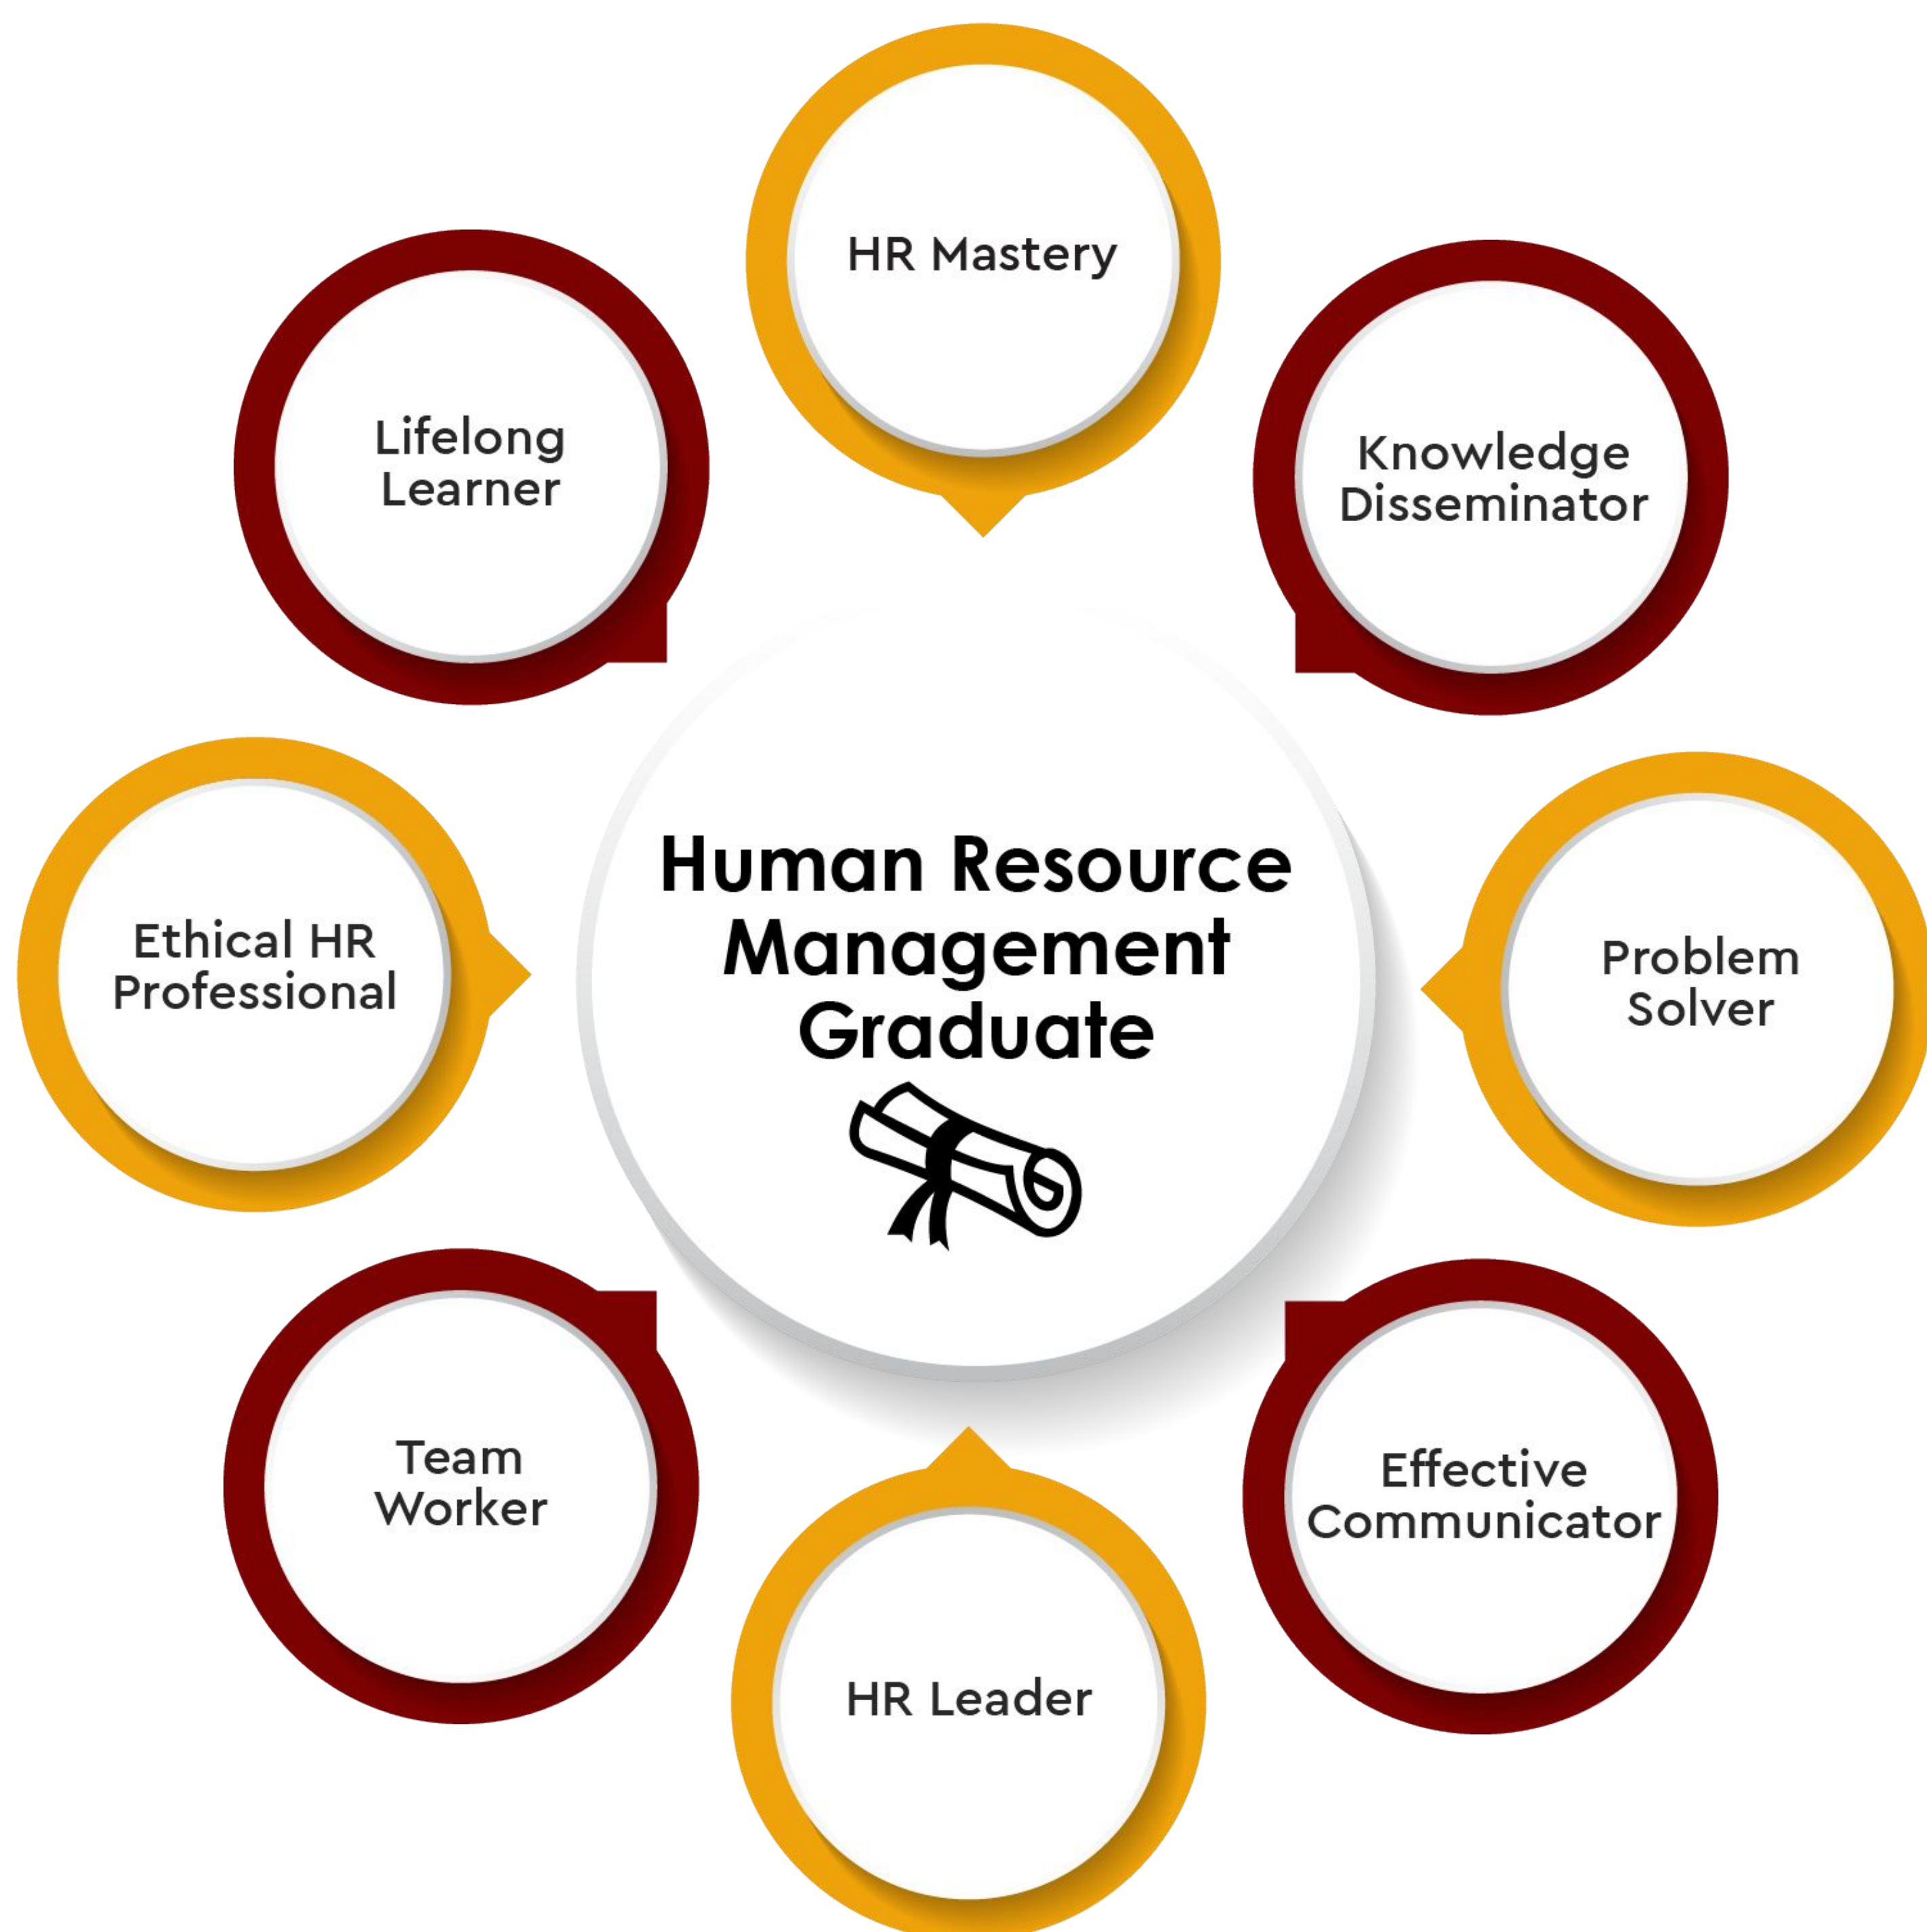 HR Mastery
Lifelong
Learner
Knowledge
Disseminator
Human Resource
Management
Graduate
Ethical HR
Professional
Problem
Solver
Team
Worker
Effective
Communicator
HR Leader